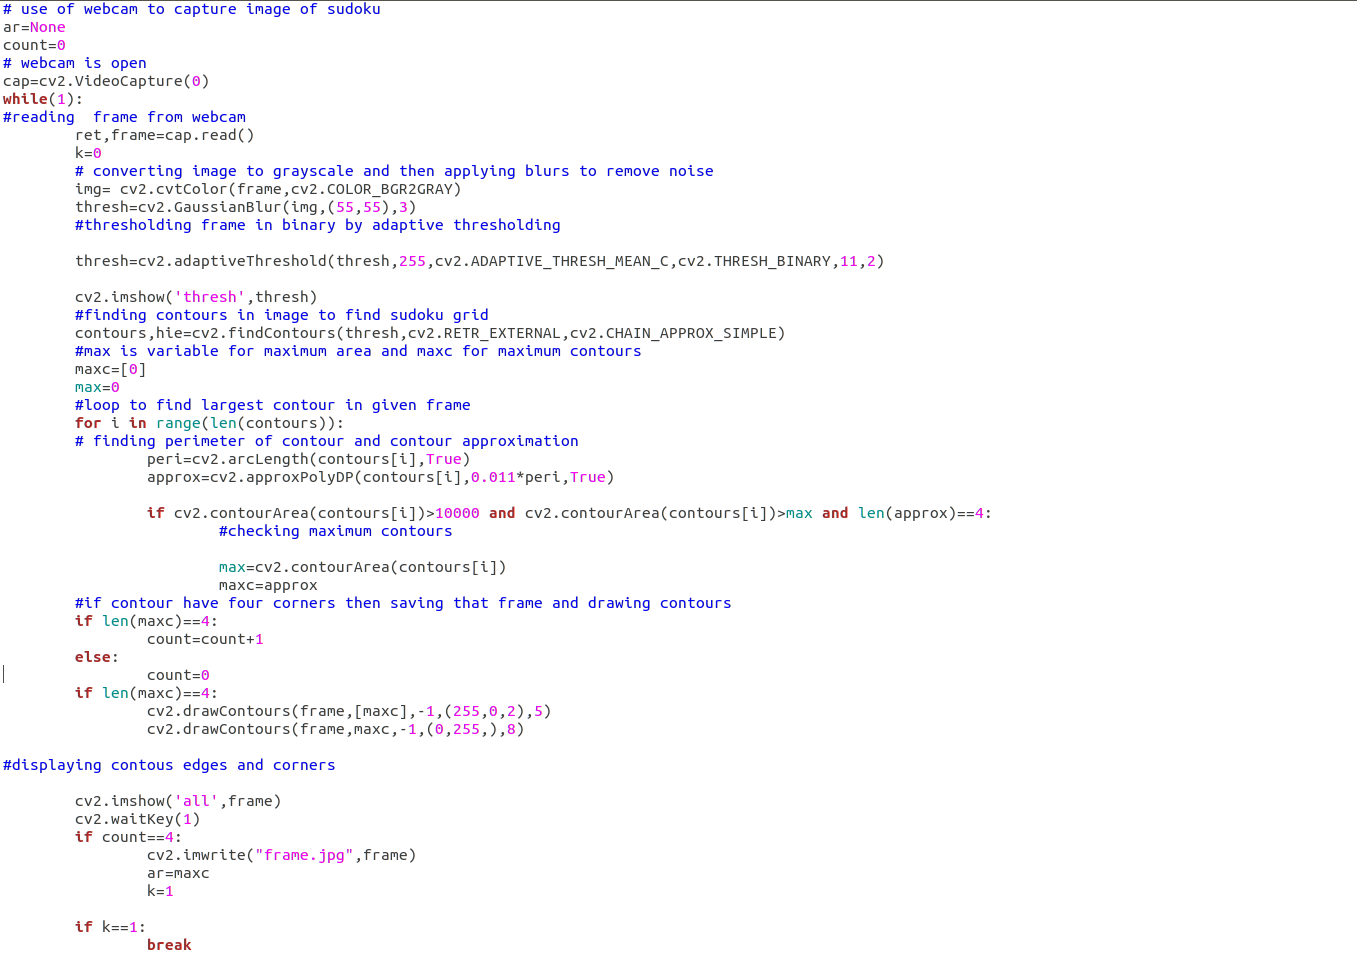 # use of webcam to capture image of sudoku
ar=None
count=0
# webcam is open
cap=cv2.VideoCapture(0)
while(1):
#reading  frame from webcam
        ret,frame=cap.read()
        k=0
        # converting image to grayscale and then applying blurs to remove noise
        img= cv2.cvtColor(frame,cv2.COLOR_BGR2GRAY)
        thresh=cv2.GaussianBlur(img,(55,55),3)
        #thresholding frame in binary by adaptive thresholding

        thresh=cv2.adaptiveThreshold(thresh,255,cv2.ADAPTIVE_THRESH_MEAN_C,cv2.THRESH_BINARY,11,2)

        cv2.imshow('thresh',thresh)
        #finding contours in image to find sudoku grid
        contours,hie=cv2.findContours(thresh,cv2.RETR_EXTERNAL,cv2.CHAIN_APPROX_SIMPLE)
        #max is variable for maximum area and maxc for maximum contours
        maxc=[0]
        max=0
        #loop to find largest contour in given frame
        for i in range(len(contours)):
        # finding perimeter of contour and contour approximation
                peri=cv2.arcLength(contours[i],True)
                approx=cv2.approxPolyDP(contours[i],0.011*peri,True)

                if cv2.contourArea(contours[i])>10000 and cv2.contourArea(contours[i])>max and len(approx)==4:
                        #checking maximum contours

                        max=cv2.contourArea(contours[i])
                        maxc=approx
        #if contour have four corners then saving that frame and drawing contours
        if len(maxc)==4:
                count=count+1
        else:
                count=0
        if len(maxc)==4:
                cv2.drawContours(frame,[maxc],-1,(255,0,2),5)
                cv2.drawContours(frame,maxc,-1,(0,255,),8)

#displaying contous edges and corners

        cv2.imshow('all',frame)
        cv2.waitKey(1)
        if count==4:
                cv2.imwrite("frame.jpg",frame)
                ar=maxc
                k=1

        if k==1:
                break